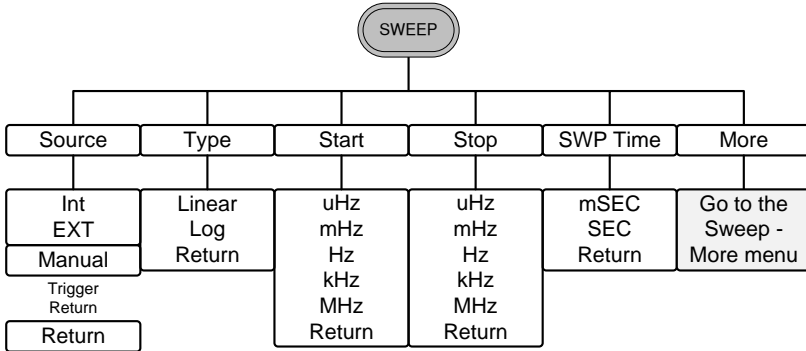 SWEEP
Source
Type
Start
Stop
SWP Time
More
Int
EXT
Manual
Trigger
Return
Return
Linear
Log
Return
uHz
mHz
Hz
kHz
MHz
Return
uHz
mHz
Hz
kHz
MHz
Return
mSEC
SEC
Return
Go to the
Sweep -
More menu